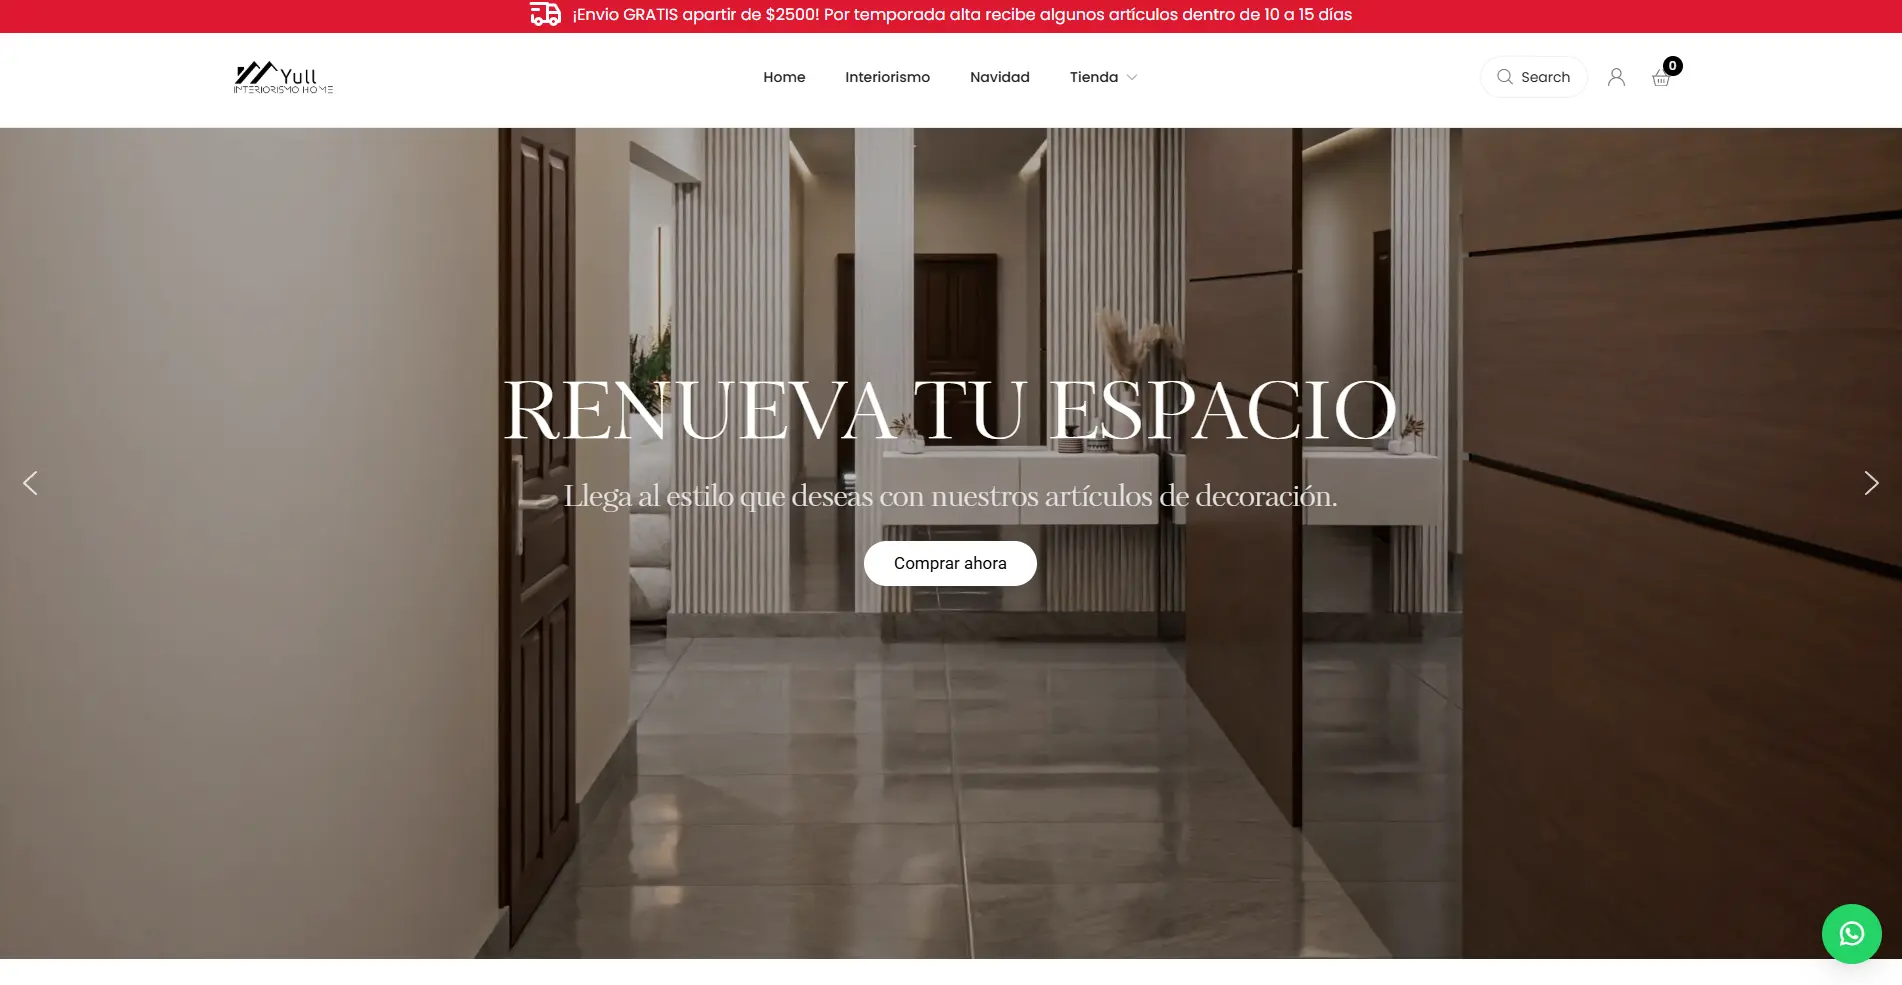 ¡Envio GRATIS apartir de $2500! Por temporada alta recibe algunos artículos dentro de 10 a 15 días
Yull
INTERIORISMO HOME
Home
Interiorismo
Navidad
Tienda
Search
0
RENUEVA TU ESPACIO
Llega al estilo que deseas con nuestros artículos de decoración.
Comprar ahora